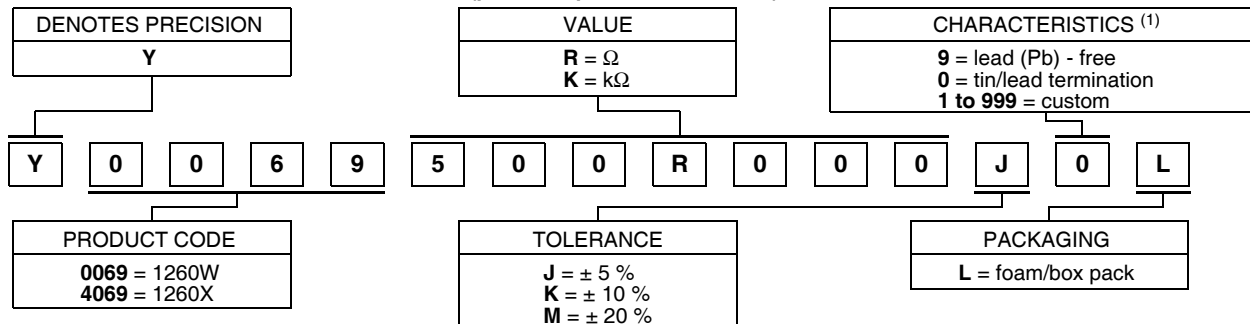 DENOTES PRECISION
Y
VALUE
R = Ω
K = kΩ
CHARACTERISTICS (1)
9 = lead (Pb) - free
0 = tin/lead termination
1 to 999 = custom
Y 0 0 6 9 5 0 0 R 0 0 0 J 0 L
PRODUCT CODE
0069 = 1260W
4069 = 1260X
TOLERANCE
J = ± 5 %
K = ± 10 %
M = ± 20 %
PACKAGING
L = foam/box pack